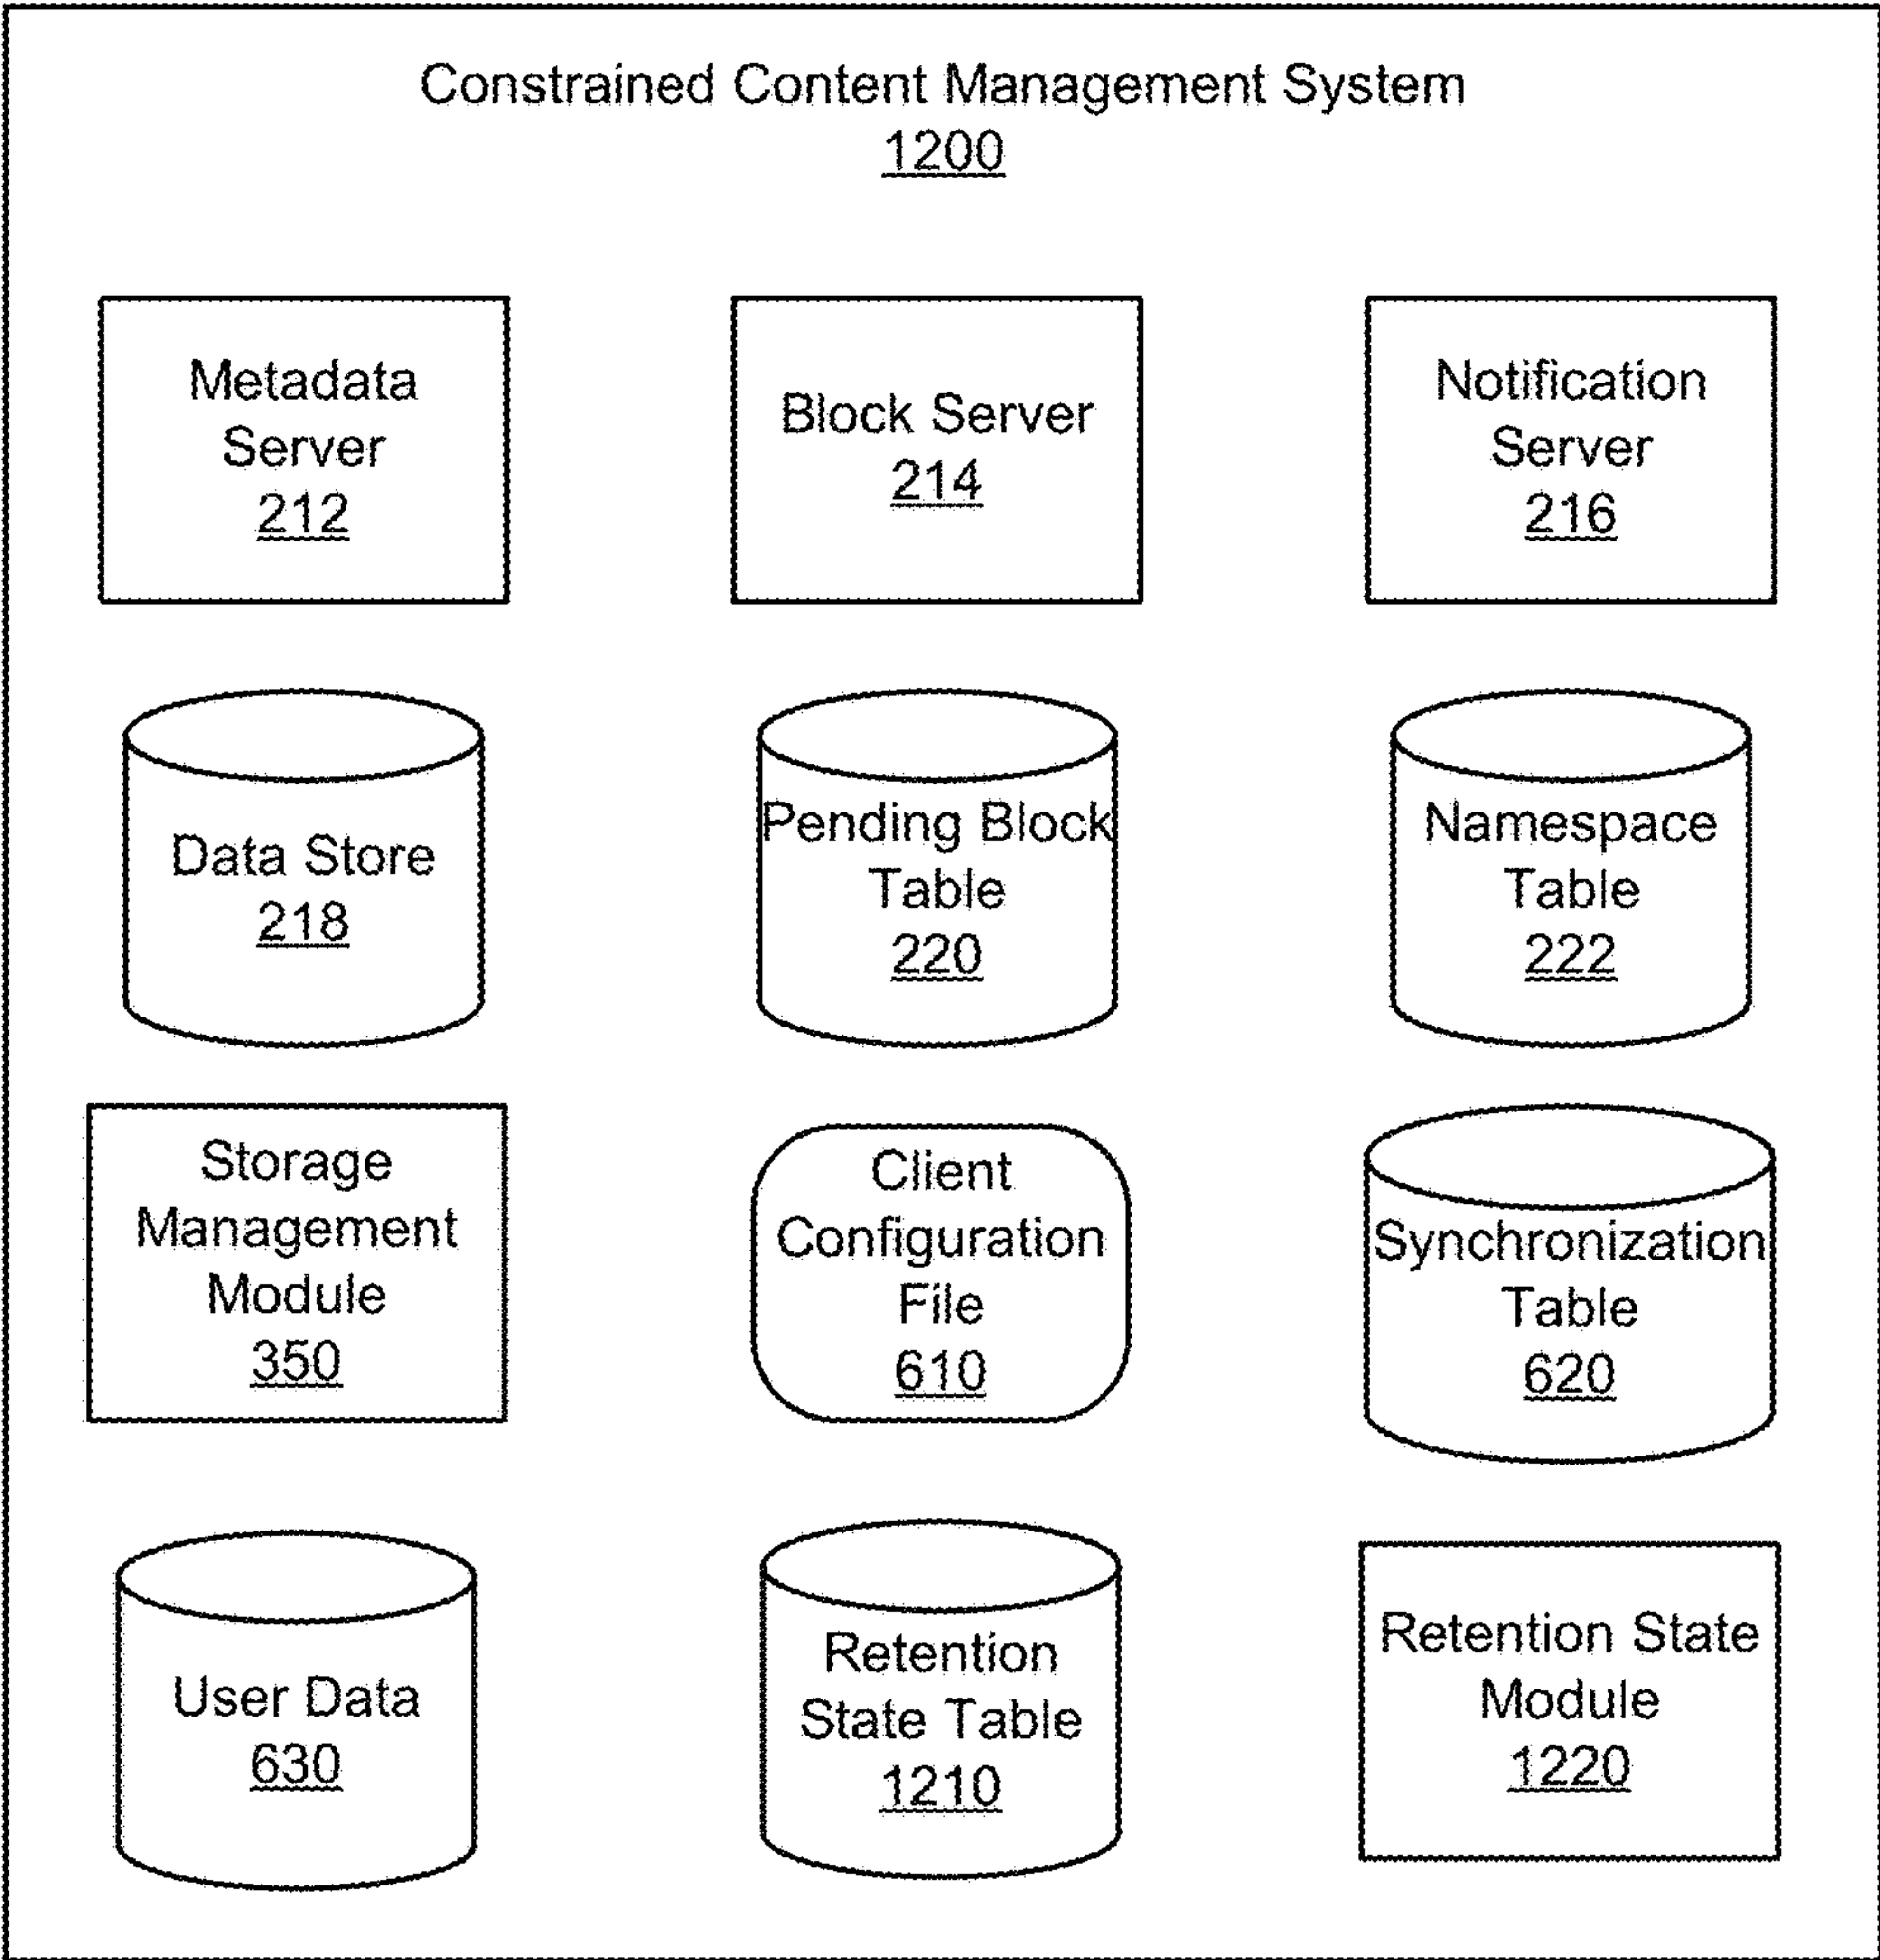 Constrained Content Management System
1200
Metadata
Server
212
Block Server
214
Notification
Server
216
Data Store
218
Pending Block
Table
220
Namespace
Table
222
Storage
Management
Module
350
Client
Configuration
File
610
Synchronization
Table
620
User Data
630
Retention
State Table
1210
Retention State
Module
1220